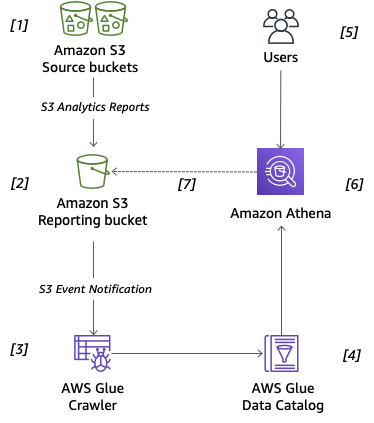 [1]
Amazon S3
Source buckets
S3 Analytics Reports
[5]
Users
[2]
Amazon S3
Reporting bucket
[7]
[6]
Amazon Athena
S3 Event Notification
[3]
AWS Glue
Crawler
[4]
AWS Glue
Data Catalog